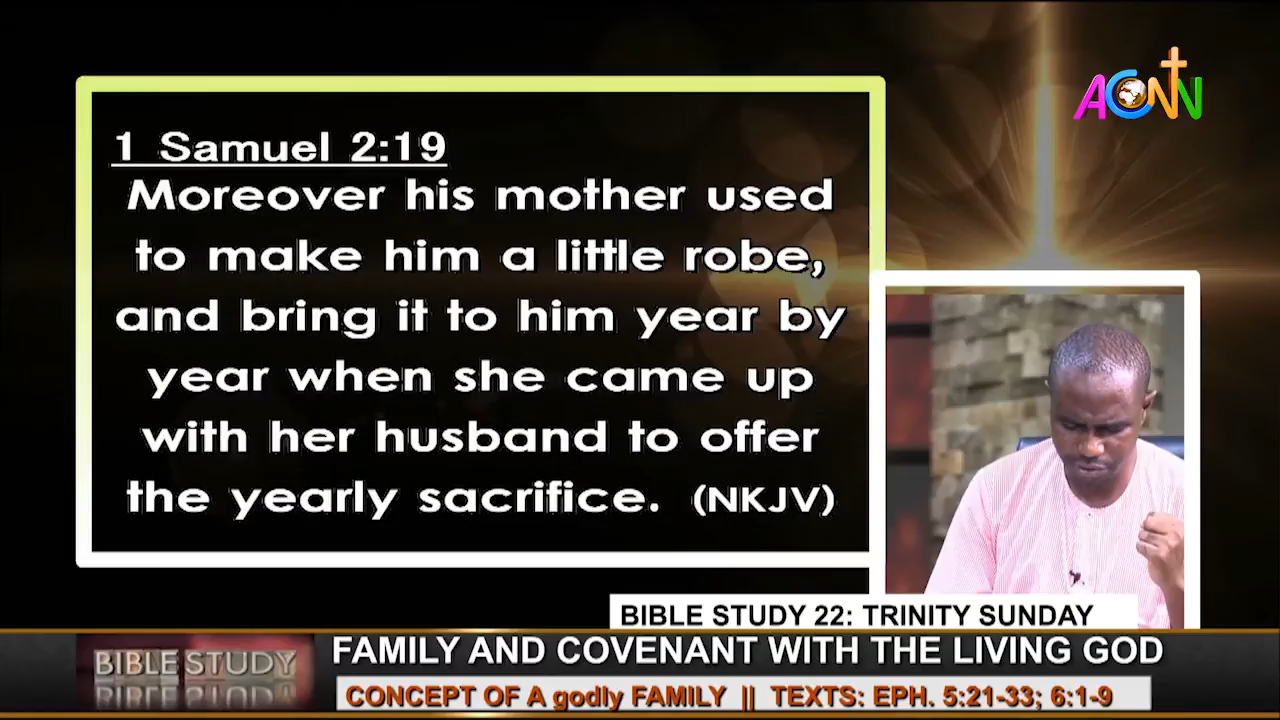 ACNN
1 Samuel 2:19
Moreover his mother used
to make him a little robe,
and bring it to him year by
year when she came up
with her husband to offer
the yearly sacrifice. (NKJV)
BIBLE STUDY 22: TRINITY SUNDAY
BIBLE STUDY
FAMILY AND COVENANT WITH THE LIVING GOD
CONCEPT OF A godly FAMILY || TEXTS: EPH. 5:21-33; 6:1-9